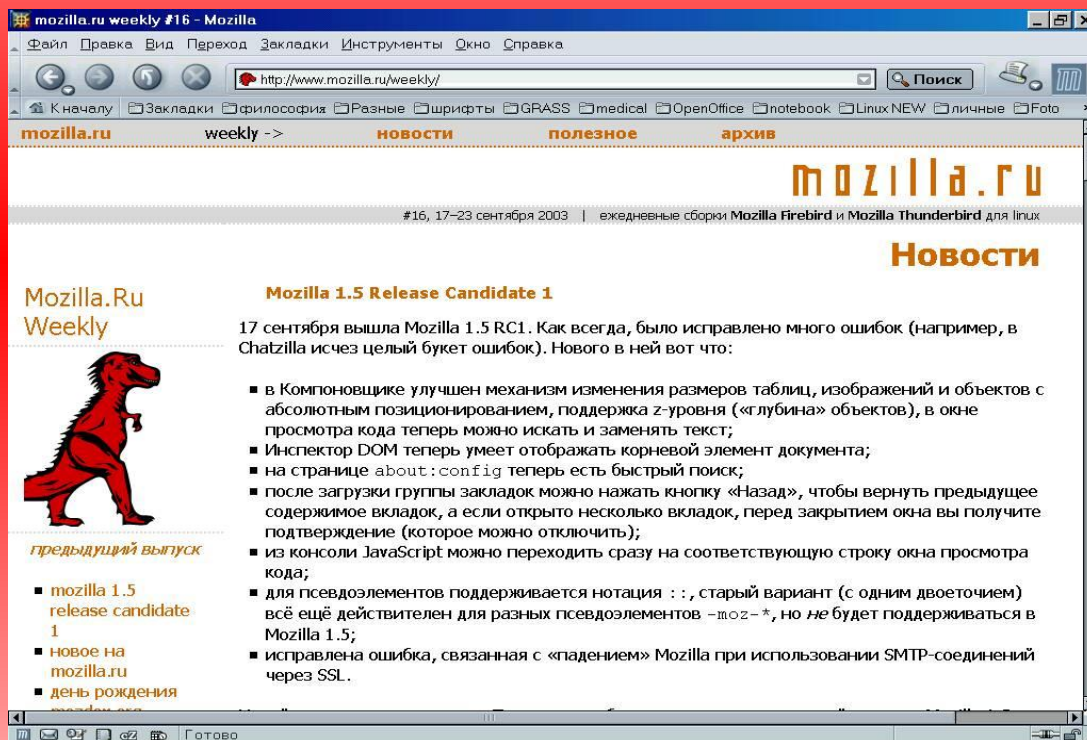 mozilla.ru weekly #16 - Mozilla
Файл Правка Вид Переход Закладки Инструменты Окно Справка
http://www.mozilla.ru/weekly/ Поиск
К началу Закладки философия Разные шрифты GRASS medical OpenOffice notebook Linux NEW личные Foto
mozilla.ru weekly -> новости полезное архив
mozilla.ru
#16, 17–23 сентября 2003 | ежедневные сборки Mozilla Firebird и Mozilla Thunderbird для linux
Новости
Mozilla.Ru
Weekly
предыдущий выпуск
mozilla 1.5
release candidate
1
новое на
mozilla.ru
день рождения
Mozilla 1.5 Release Candidate 1
17 сентября вышла Mozilla 1.5 RC1. Как всегда, было исправлено много ошибок (например, в
Chatzilla исчез целый букет ошибок). Нового в ней вот что:
в Компоновщике улучшен механизм изменения размеров таблиц, изображений и объектов с
абсолютным позиционированием, поддержка z-уровня («глубина» объектов), в окне
просмотра кода теперь можно искать и заменять текст;
Инспектор DOM теперь умеет отображать корневой элемент документа;
на странице about:config теперь есть быстрый поиск;
после загрузки группы закладок можно нажать кнопку «Назад», чтобы вернуть предыдущее
содержимое вкладок, а если открыто несколько вкладок, перед закрытием окна вы получите
подтверждение (которое можно отключить);
из консоли JavaScript можно переходить сразу на соответствующую строку окна просмотра
кода;
для псевдоэлементов поддерживается нотация ::, старый вариант (с одним двоеточием)
всё ещё действителен для разных псевдоэлементов -moz-*, но не будет поддерживаться в
Mozilla 1.5;
исправлена ошибка, связанная с «падением» Mozilla при использовании SMTP-соединений
через SSL.
Готово